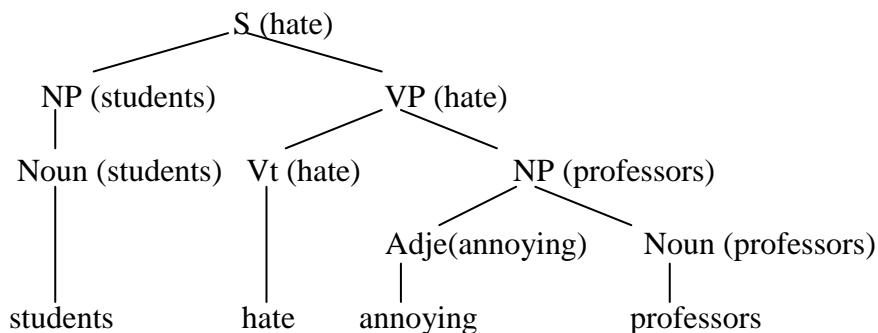 S (hate)
NP (students) VP (hate)
Noun (students) Vt (hate) NP (professors)
Adje(annoying) Noun (professors)
students hate annoying professors